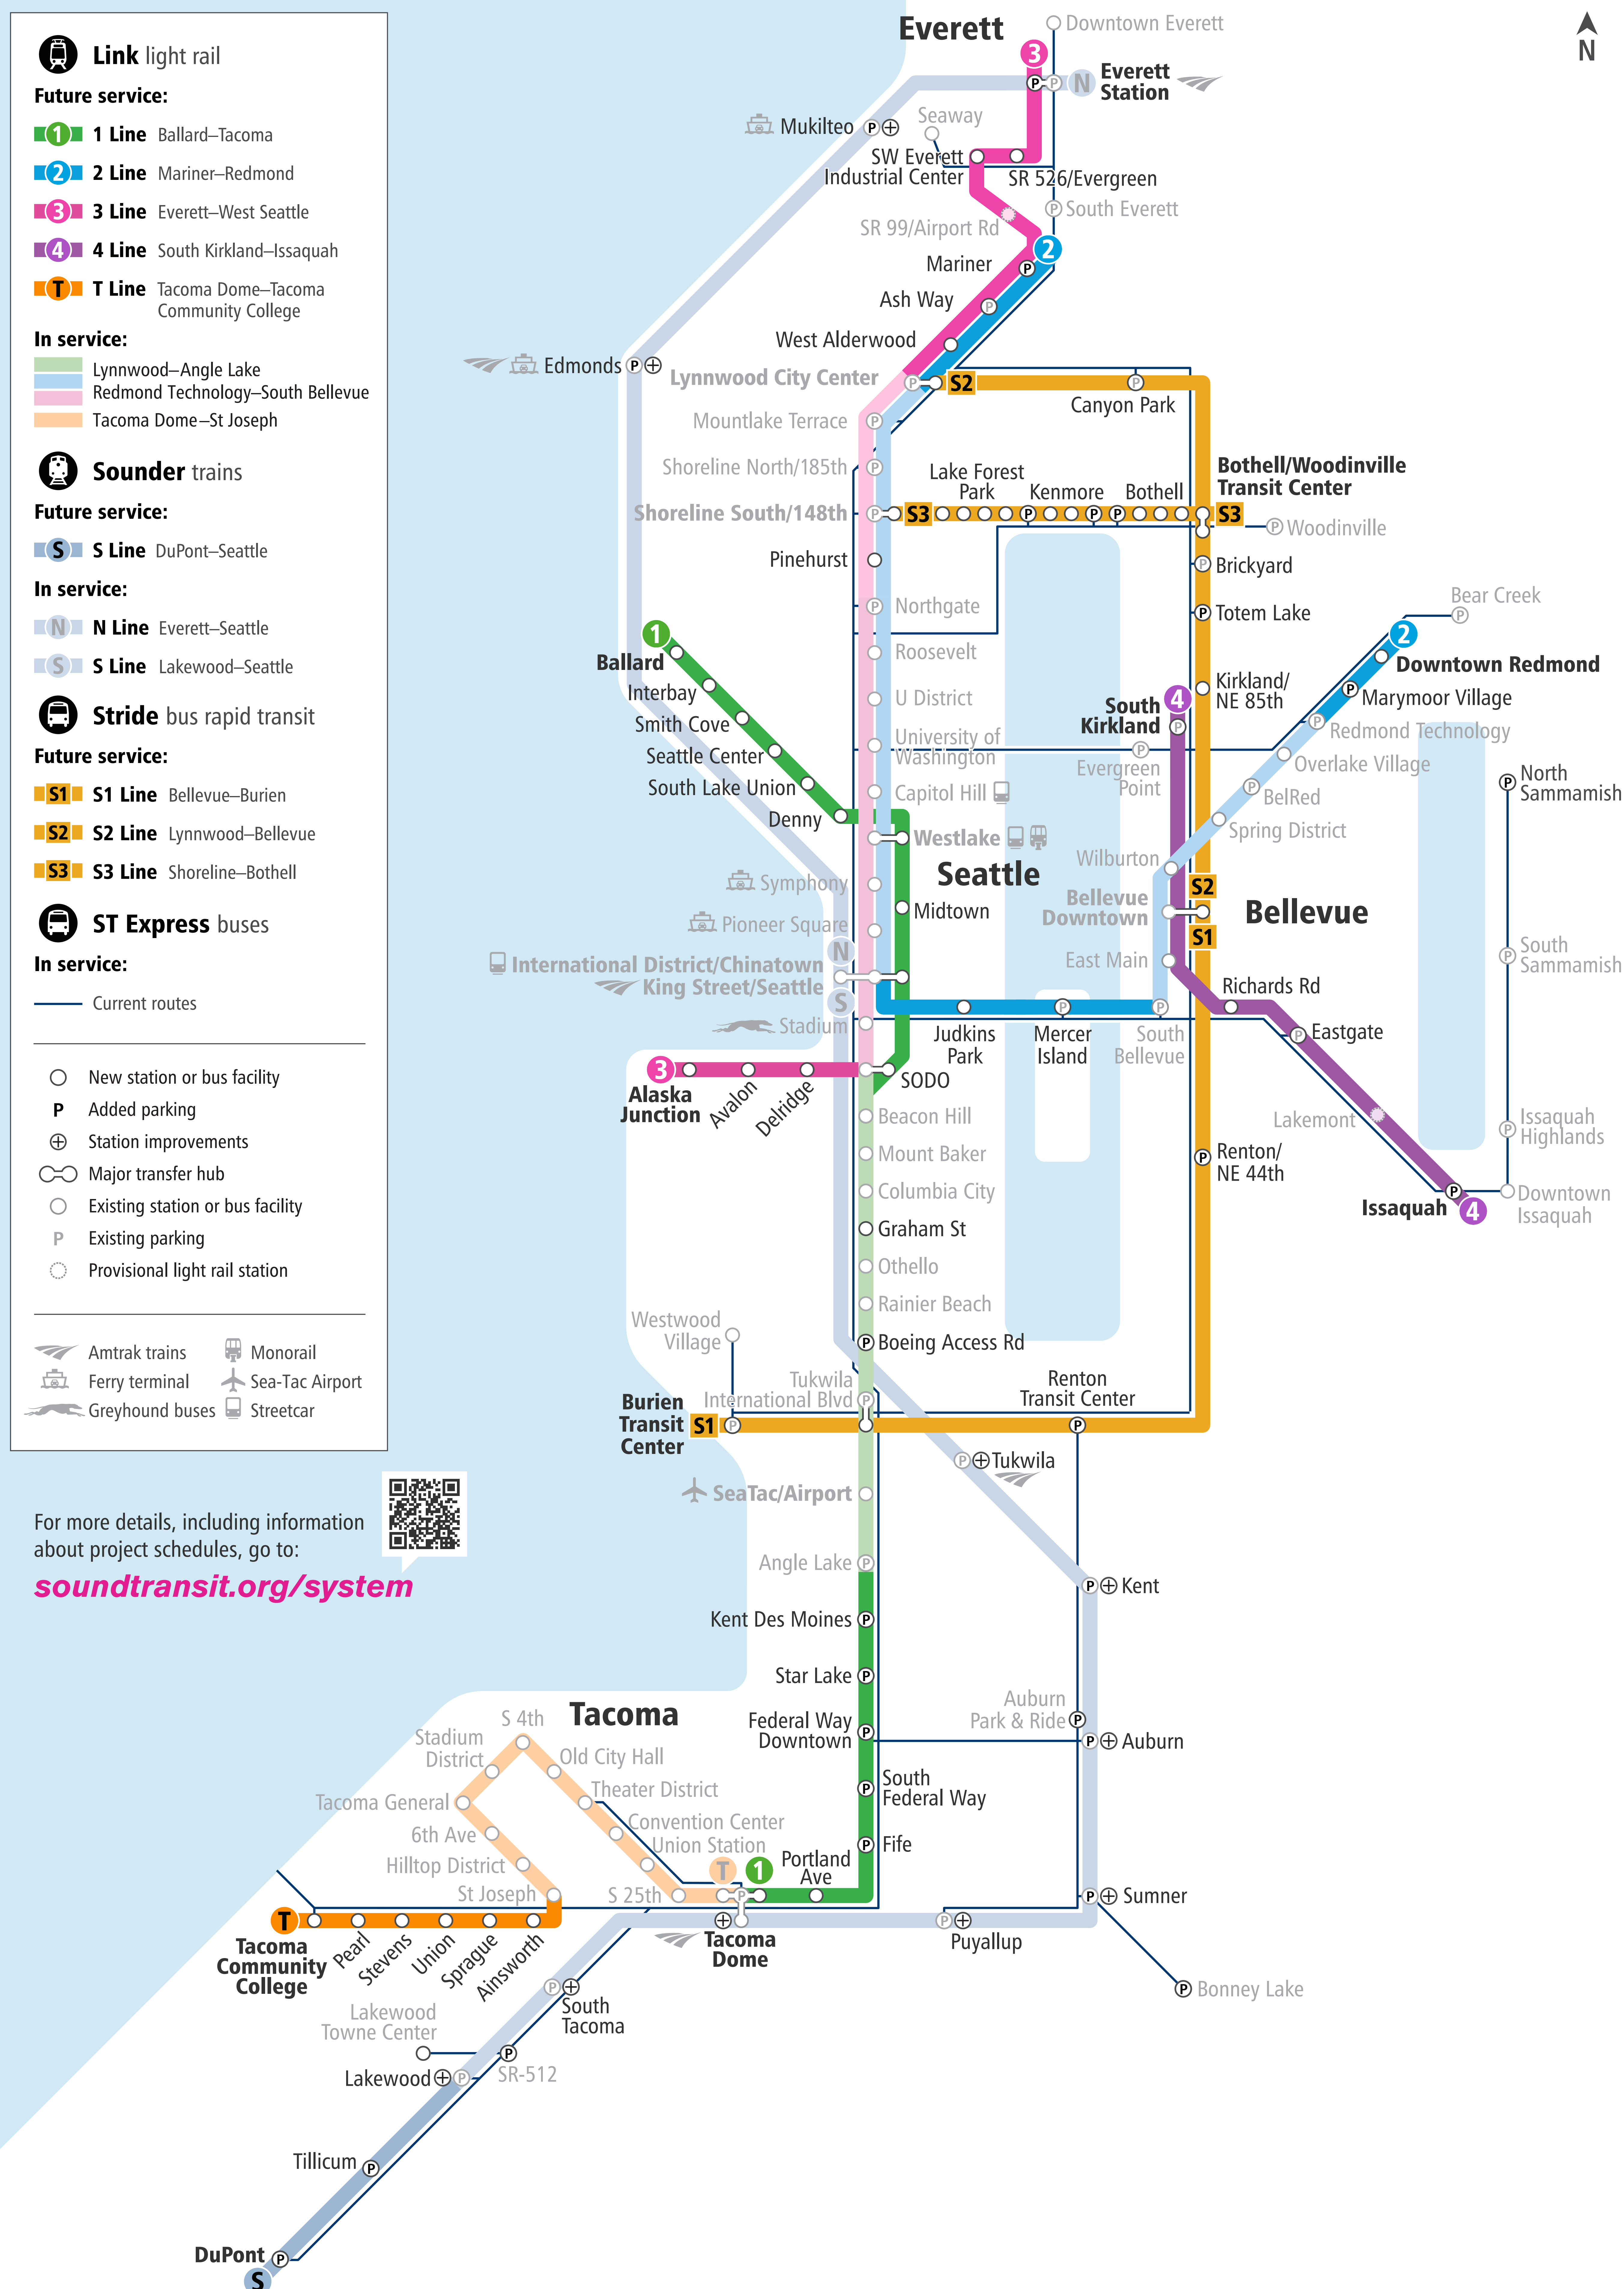 Link light rail
Future service:
1 1 Line Ballard–Tacoma
2 2 Line Mariner–Redmond
3 3 Line Everett–West Seattle
4 4 Line South Kirkland–Issaquah
T T Line Tacoma Dome–Tacoma
Community College
In service:
Lynnwood–Angle Lake
Redmond Technology–South Bellevue
Tacoma Dome–St Joseph
Sounder trains
Future service:
S S Line DuPont–Seattle
In service:
N N Line Everett–Seattle
S S Line Lakewood–Seattle
Stride bus rapid transit
Future service:
S1 S1 Line Bellevue–Burien
S2 S2 Line Lynnwood–Bellevue
S3 S3 Line Shoreline–Bothell
ST Express buses
In service:
Current routes
New station or bus facility
P Added parking
Station improvements
Major transfer hub
Existing station or bus facility
P Existing parking
Provisional light rail station
Amtrak trains
Monorail
Ferry terminal
Sea-Tac Airport
Greyhound buses
Streetcar
For more details, including information
about project schedules, go to:
soundtransit.org/system
N
Everett
Downtown Everett
3
P
P
N
Everett
Station
Mukilteo P
Seaway
SW Everett
Industrial Center
SR 526/Evergreen
P South Everett
SR 99/Airport Rd
2
Mariner P
Ash Way P
West Alderwood
Edmonds P
Lynnwood City Center P
S2
P
Canyon Park
Mountlake Terrace P
Shoreline North/185th P
Lake Forest
Park
Kenmore
Bothell
Bothell/Woodinville
Transit Center
Shoreline South/148th P
S3
P
P
P
S3
P Woodinville
Pinehurst
P Brickyard
P Northgate
P Totem Lake
Bear Creek
P
1
Ballard
2
Downtown Redmond
Roosevelt
Interbay
U District
Kirkland/
NE 85th
P Marymoor Village
4
South
Kirkland
P
Smith Cove
P Redmond Technology
Seattle Center
University of
Washington
P
Evergreen
Point
Overlake Village
South Lake Union
Capitol Hill
P BelRed
P North
Sammamish
Denny
Spring District
Westlake
Wilburton
Seattle
Symphony
S2
Bellevue
Downtown
Bellevue
Midtown
Pioneer Square
S1
N
East Main
P South
Sammamish
International District/Chinatown
King Street/Seattle
S
Richards Rd
Stadium
Judkins
Park
P
Mercer
Island
P
South
Bellevue
P Eastgate
3
Alaska
Junction
Avalon
Delridge
SODO
Beacon Hill
Lakemont
P Issaquah
Highlands
Mount Baker
P Renton/
NE 44th
Columbia City
Issaquah P
4
Downtown
Issaquah
Graham St
Othello
Rainier Beach
Westwood
Village
P Boeing Access Rd
Tukwila
International Blvd P
Renton
Transit Center
P
Burien
Transit
Center
S1
P
P Tukwila
SeaTac/Airport
Angle Lake P
P Kent
Kent Des Moines P
Star Lake P
Auburn
Park & Ride P
Federal Way
Downtown P
P Auburn
Tacoma
S 4th
Stadium
District
Old City Hall
South
Federal Way
P
Tacoma General
Theater District
6th Ave
Convention Center
Union Station
P Fife
Hilltop District
T
1
Portland
Ave
St Joseph
S 25th
P
P Sumner
T
Tacoma
Community
College
Pearl
Stevens
Union
Sprague
Ainsworth
Tacoma
Dome
P
Puyallup
P
South
Tacoma
P Bonney Lake
Lakewood
Towne Center
P
SR-512
Lakewood P
Tillicum P
DuPont P
S